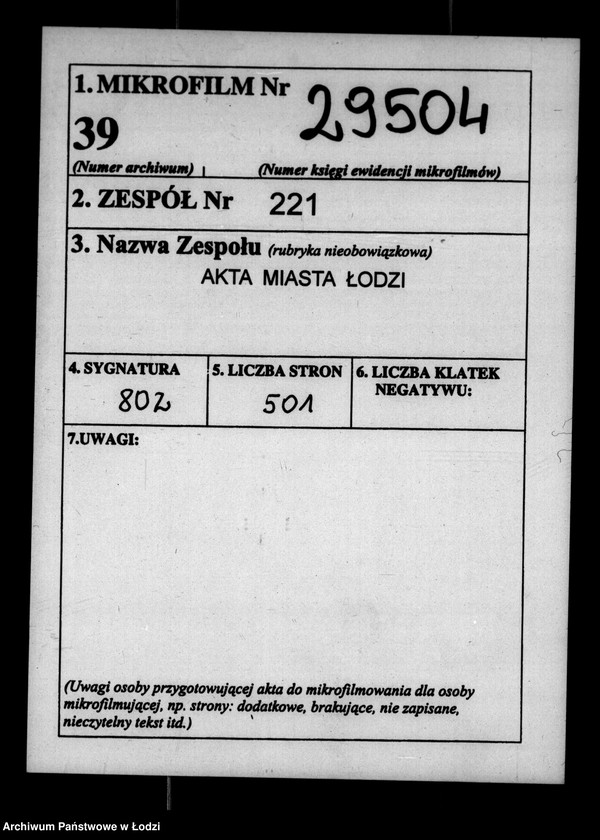 1. MIKROFILM Nr 29504
39
(Numer archiwum) (Numer księgi ewidencji mikrofilmów)
2. ZESPÓŁ Nr 221
3. Nazwa Zespołu (rubryka nieobowiązkowa)
AKTA MIASTA ŁODZI
4. SYGNATURA 5. LICZBA STRON 6. LICZBA KLATEK
NEGATYWU:
802 501
7.UWAGI:
(Uwagi osoby przygotowującej akta do mikrofilmowania dla osoby
mikrofilmującej, np. strony: dodatkowe, brakujące, nie zapisane,
nieczytelny tekst itd.)
Archiwum Państwowe w Łodzi